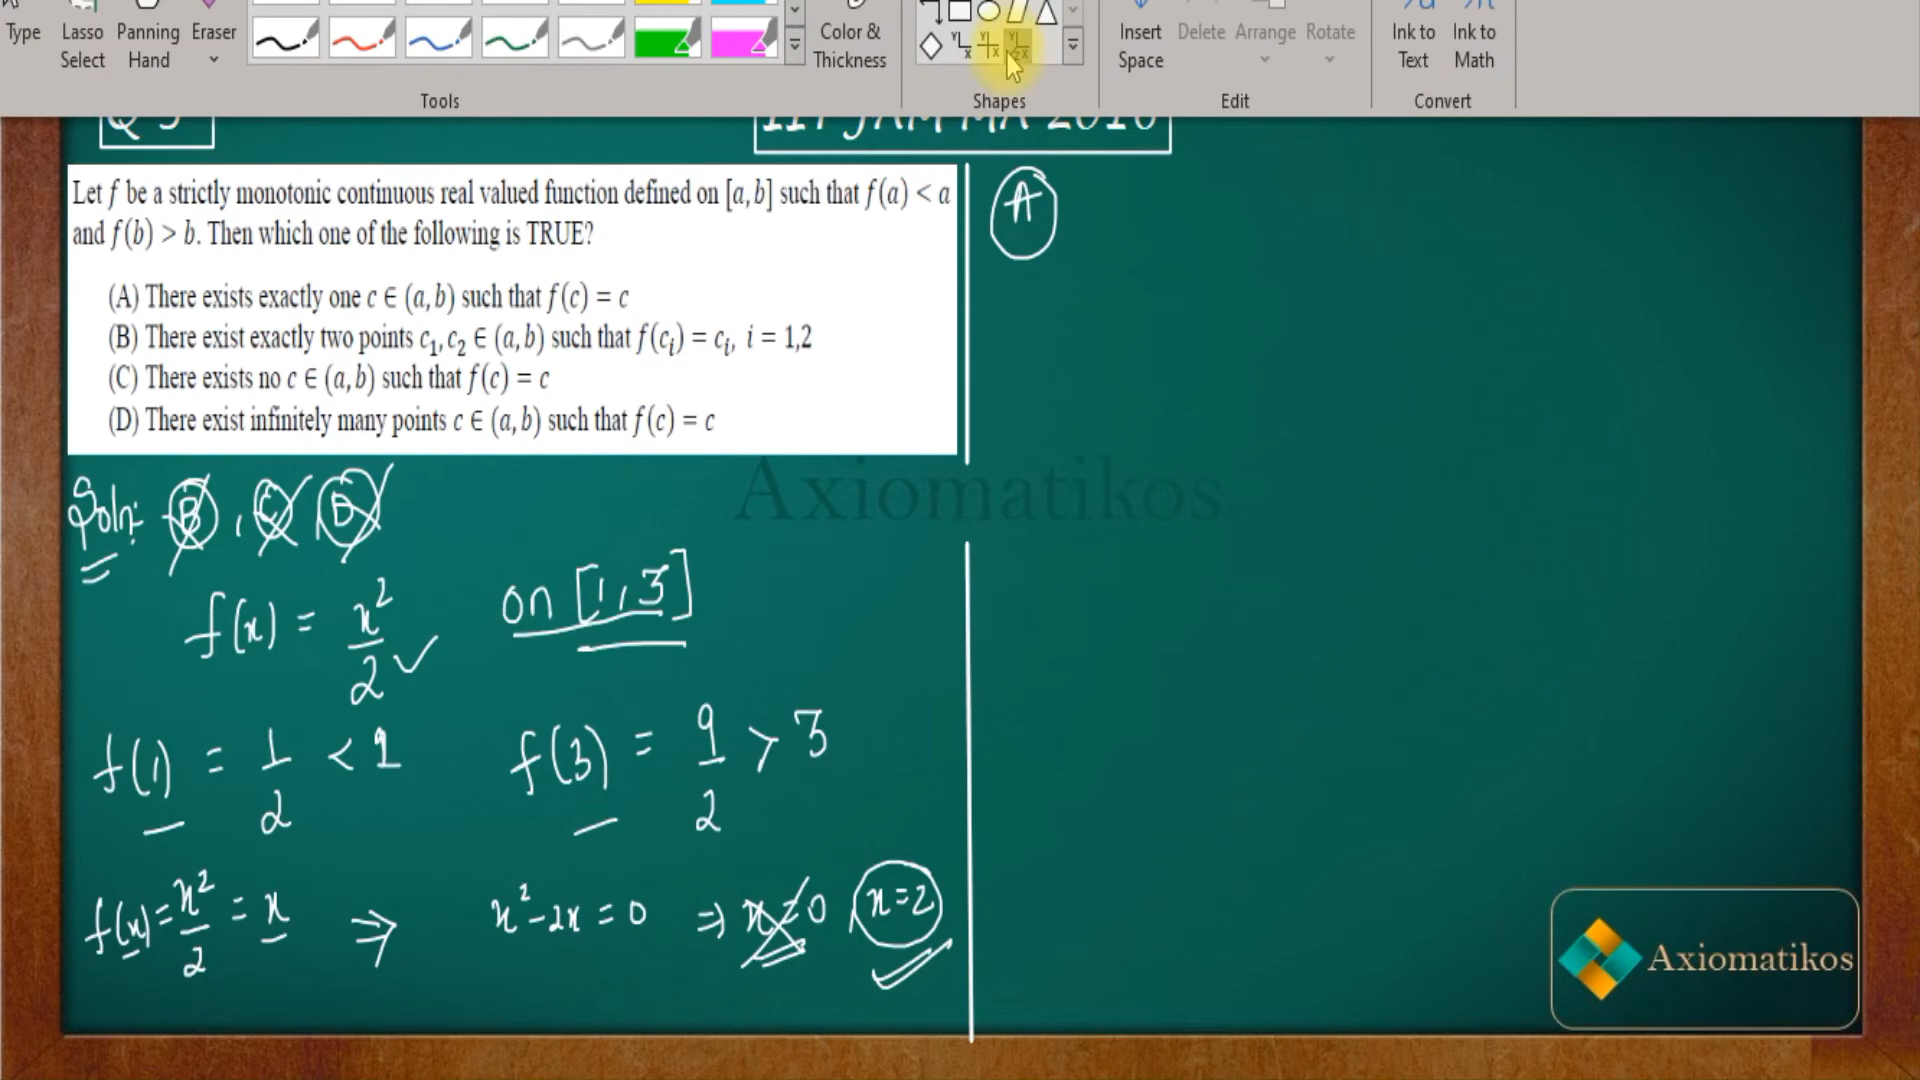 Type
Lasso Select
Panning Hand
Eraser
Color & Thickness
Insert Space
Delete
Arrange
Rotate
Ink to Text
Ink to Math
Tools
Shapes
Edit
Convert
IIT JAM MA 2016
Let f be a strictly monotonic continuous real valued function defined on [a, b] such that f(a) < a
and f(b) > b. Then which one of the following is TRUE?
(A) There exists exactly one c ∈ (a, b) such that f(c) = c
(B) There exist exactly two points c₁, c₂ ∈ (a, b) such that f(cᵢ) = cᵢ, i = 1,2
(C) There exists no c ∈ (a, b) such that f(c) = c
(D) There exist infinitely many points c ∈ (a, b) such that f(c) = c
A
Soln: B, C D
f(x) = x²/2 on [1,3]
f(1) = 1/2 < 1 f(3) = 9/2 > 3
f(x) = x²/2 = x ⇒ x² - 2x = 0 ⇒ x = 0 x = 2
Axiomatikos
Axiomatikos